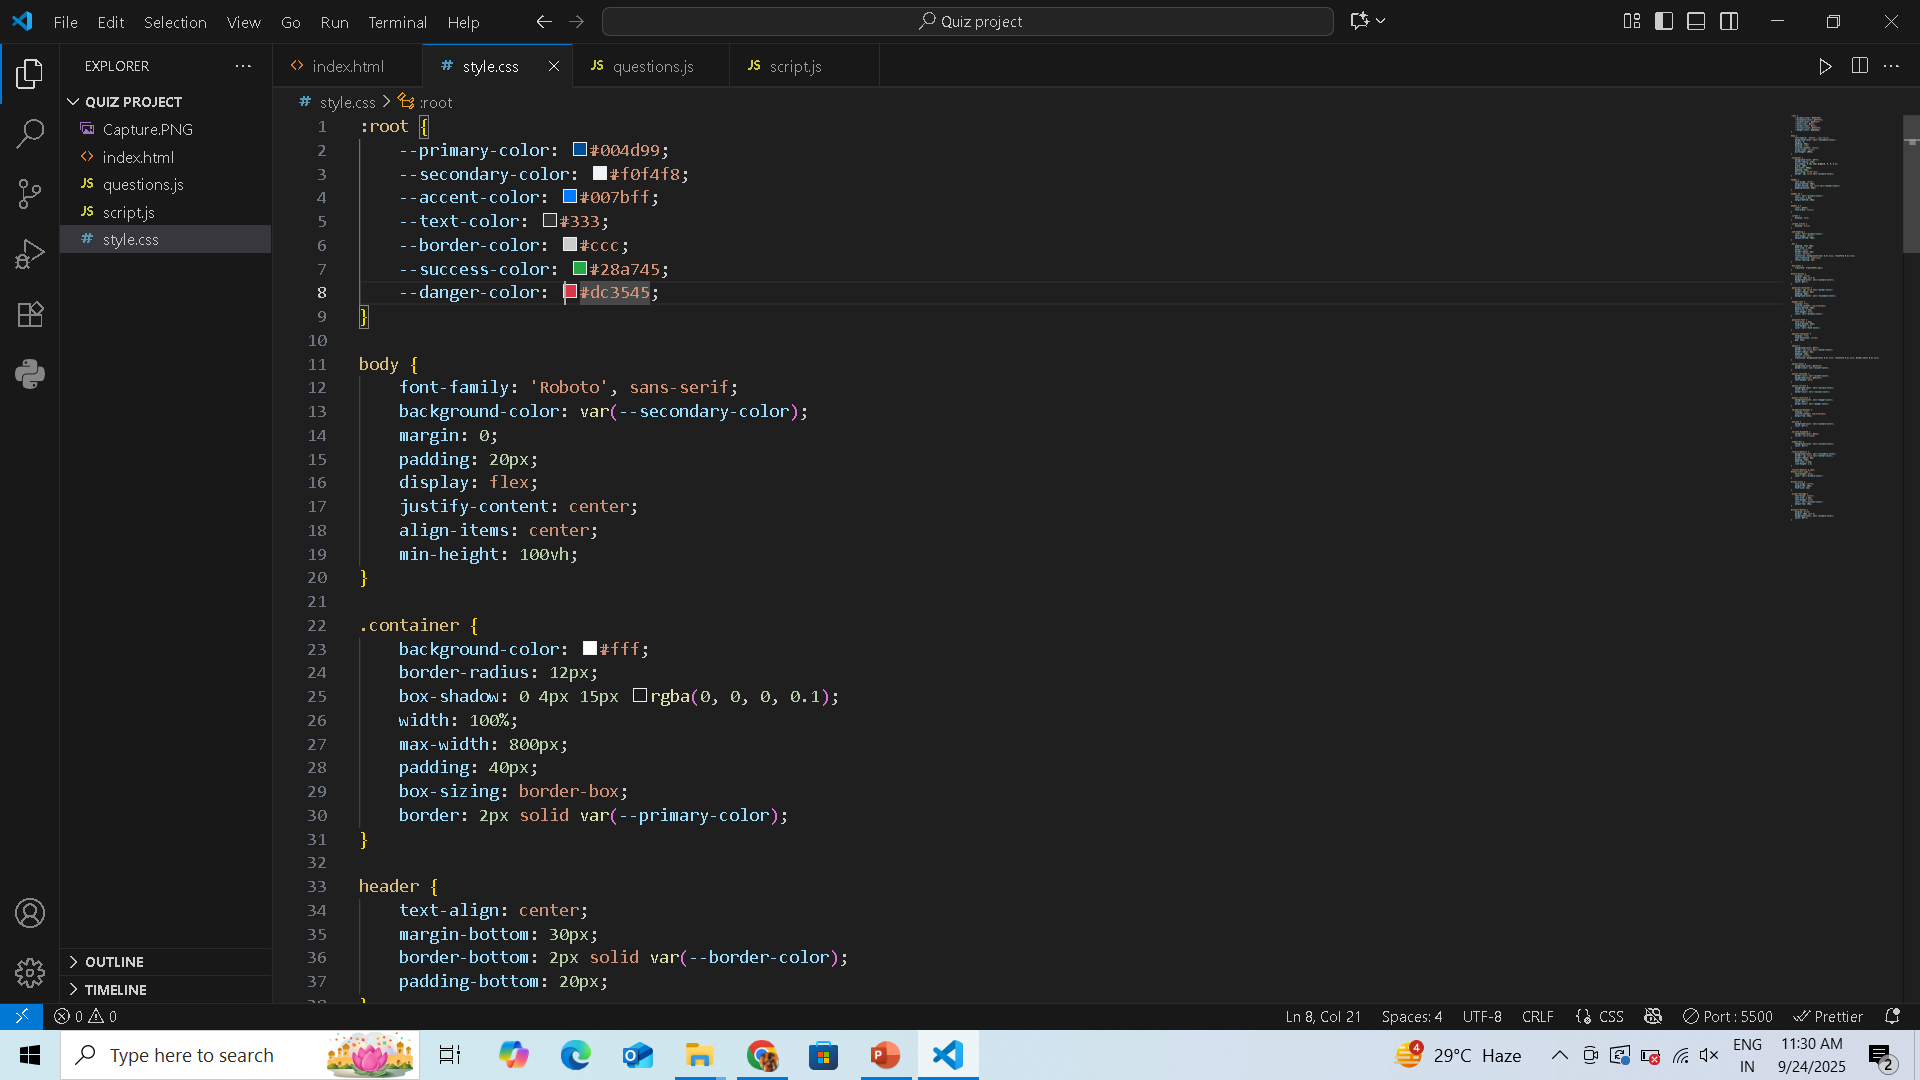 File Edit Selection View Go Run Terminal Help
Quiz project
EXPLORER
QUIZ PROJECT
Capture.PNG
index.html
JS questions.js
JS script.js
# style.css
OUTLINE
TIMELINE
index.html
# style.css
JS questions.js
JS script.js
# style.css > :root
1 :root {
2 --primary-color: #004d99;
3 --secondary-color: #f0f4f8;
4 --accent-color: #007bff;
5 --text-color: #333;
6 --border-color: #ccc;
7 --success-color: #28a745;
8 --danger-color: #dc3545;
9 }
10
11 body {
12 font-family: 'Roboto', sans-serif;
13 background-color: var(--secondary-color);
14 margin: 0;
15 padding: 20px;
16 display: flex;
17 justify-content: center;
18 align-items: center;
19 min-height: 100vh;
20 }
21
22 .container {
23 background-color: #fff;
24 border-radius: 12px;
25 box-shadow: 0 4px 15px rgba(0, 0, 0, 0.1);
26 width: 100%;
27 max-width: 800px;
28 padding: 40px;
29 box-sizing: border-box;
30 border: 2px solid var(--primary-color);
31 }
32
33 header {
34 text-align: center;
35 margin-bottom: 30px;
36 border-bottom: 2px solid var(--border-color);
37 padding-bottom: 20px;
0 0
Ln 8, Col 21 Spaces: 4 UTF-8 CRLF {} CSS Port : 5500 Prettier
Type here to search
4
29°C Haze
ENG
IN
11:30 AM
9/24/2025
2